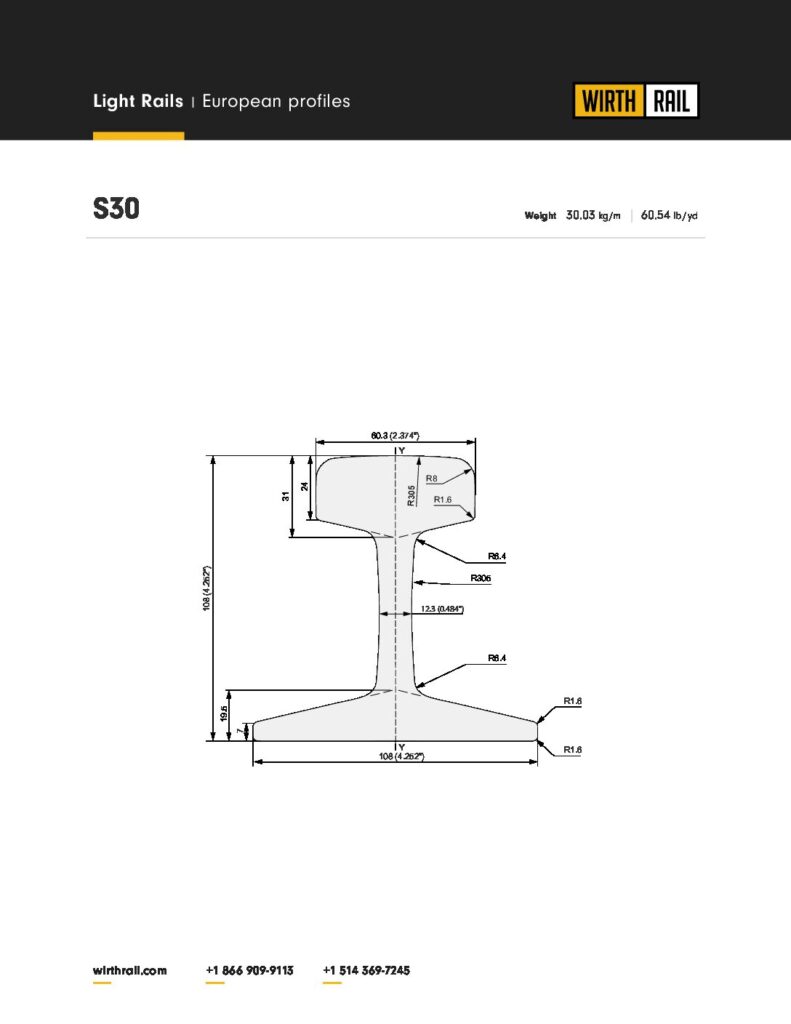 Light Rails | European profiles
WIRTH RAIL
S30
Weight 30.03 kg/m | 60.54 lb/yd
60.3 (2.374")
Y
R8
R305
R1.6
24
31
R6.4
R305
108 (4.252")
12.3 (0.484")
R6.4
19.5
7
R1.6
Y
R1.6
108 (4.252")
wirthrail.com +1 866 909-9113 +1 514 369-7245